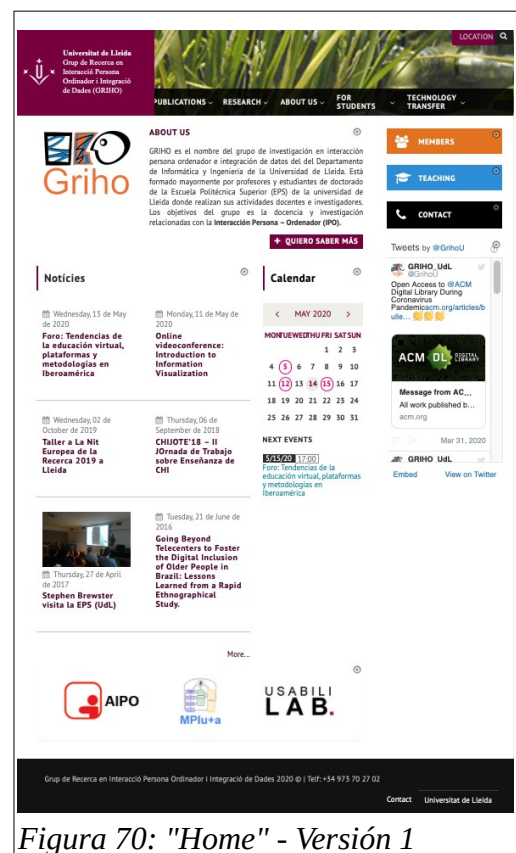 LOCATION
Universitat de Lleida
Grup de Recerca en
Interacció Persona
Ordinador i Integració
de Dades (GRIHO)
PUBLICATIONS
RESEARCH
ABOUT US
FOR
STUDENTS
TECHNOLOGY
TRANSFER
Griho
ABOUT US
GRIHO es el nombre del grupo de investigación en interacción
persona ordenador e integración de datos del del Departamento
de Informática y Ingeniería de la Universidad de Lleida. Está
formado mayormente por profesores y estudiantes de doctorado
de la Escuela Politécnica Superior (EPS) de la universidad de
Lleida donde realizan sus actividades docentes e investigadores.
Los objetivos del grupo es la docencia y investigación
relacionadas con la Interacción Persona – Ordenador (IPO).
+ QUIERO SABER MÁS
MEMBERS
TEACHING
CONTACT
Notícies
Wednesday, 13 de May
de 2020
Foro: Tendencias de
la educación virtual,
plataformas y
metodologías en
Iberoamérica
Monday, 11 de May de
2020
Online
videoconference:
Introduction to
Information
Visualization
Wednesday, 02 de
October de 2019
Taller a La Nit
Europea de la
Recerca 2019 a
Lleida
Thursday, 06 de
September de 2018
CHIJOTE'18 – II
JOrnada de Trabajo
sobre Enseñanza de
CHI
Thursday, 27 de April
de 2017
Stephen Brewster
visita la EPS (UdL)
Tuesday, 21 de June de
2016
Going Beyond
Telecenters to Foster
the Digital Inclusion
of Older People in
Brazil: Lessons
Learned from a Rapid
Ethnographical
Study.
More...
Calendar
< MAY 2020 >
MON TUE WED THU FRI SAT SUN
1 2 3
4 5 6 7 8 9 10
11 12 13 14 15 16 17
18 19 20 21 22 23 24
25 26 27 28 29 30 31
NEXT EVENTS
5/15/20 17:00
Foro: Tendencias de la
educación virtual, plataformas
y metodologías en
Iberoamérica
Tweets by @GrihoU
GRIHO_UdL
@GrihoU
Open Access to @ACM
Digital Library During
Coronavirus
Pandemicacm.org/articles/b
ulle…
ACM DL DIGITAL
LIBRARY
Message from AC...
All work published b...
acm.org
Mar 31, 2020
GRIHO_UdL
Embed
View on Twitter
AIPO
MPIu+a
USABILI
LAB.
Grup de Recerca en Interacció Persona Ordinador i Integració de Dades 2020 © | Telf: +34 973 70 27 02
Contact
Universitat de Lleida
Figura 70: "Home" - Versión 1